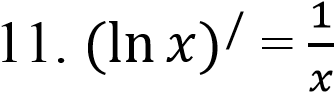 11. (ln x)′ = 1/x